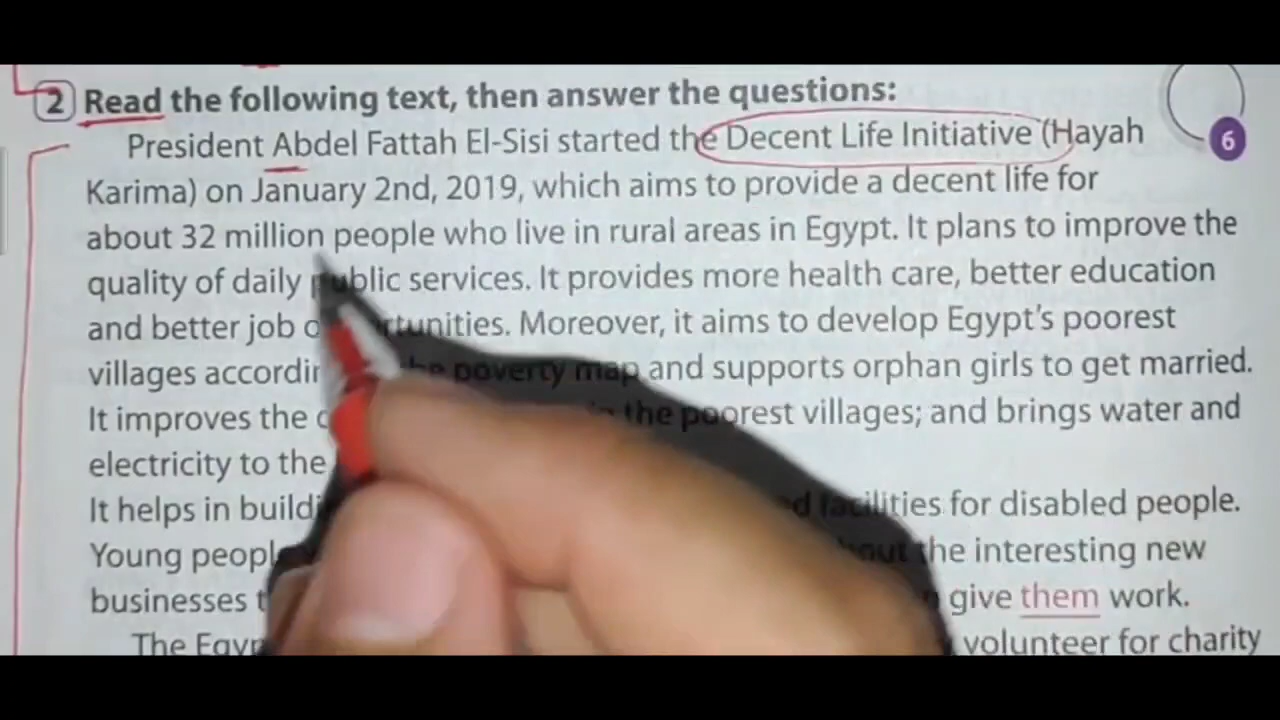 2 Read the following text, then answer the questions:
President Abdel Fattah El-Sisi started the Decent Life Initiative (Hayah
6
Karima) on January 2nd, 2019, which aims to provide a decent life for
about 32 million people who live in rural areas in Egypt. It plans to improve the
quality of daily public services. It provides more health care, better education
and better job opportunities. Moreover, it aims to develop Egypt's poorest
villages the poverty map and supports orphan girls to get married.
It improves the the poorest villages; and brings water and
electricity to the
It helps in facilities for disabled people.
Young the interesting new
businesses give them work.
The volunteer for charity